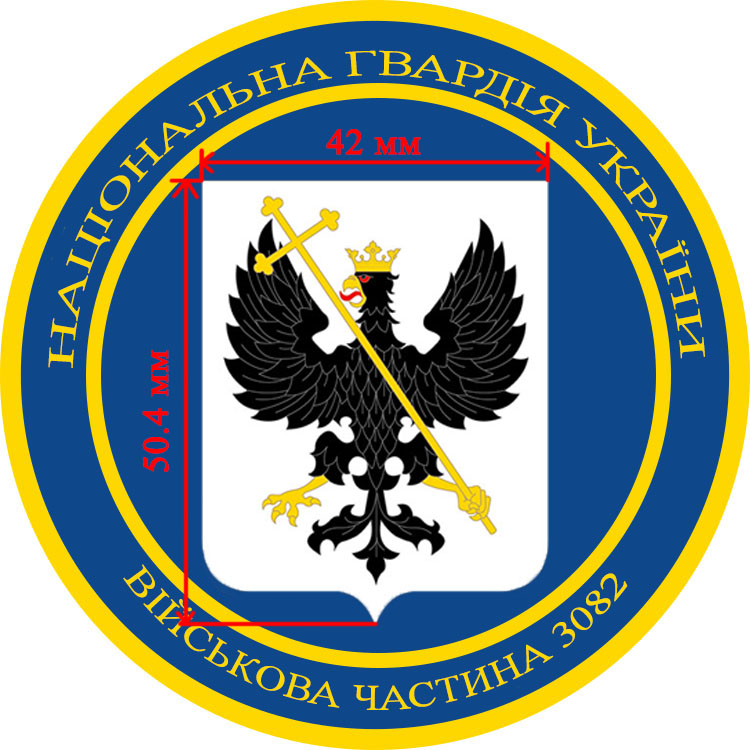 НАЦІОНАЛЬНА ГВАРДІЯ УКРАЇНИ
42 мм
50.4 мм
ВІЙСЬКОВА ЧАСТИНА 3082